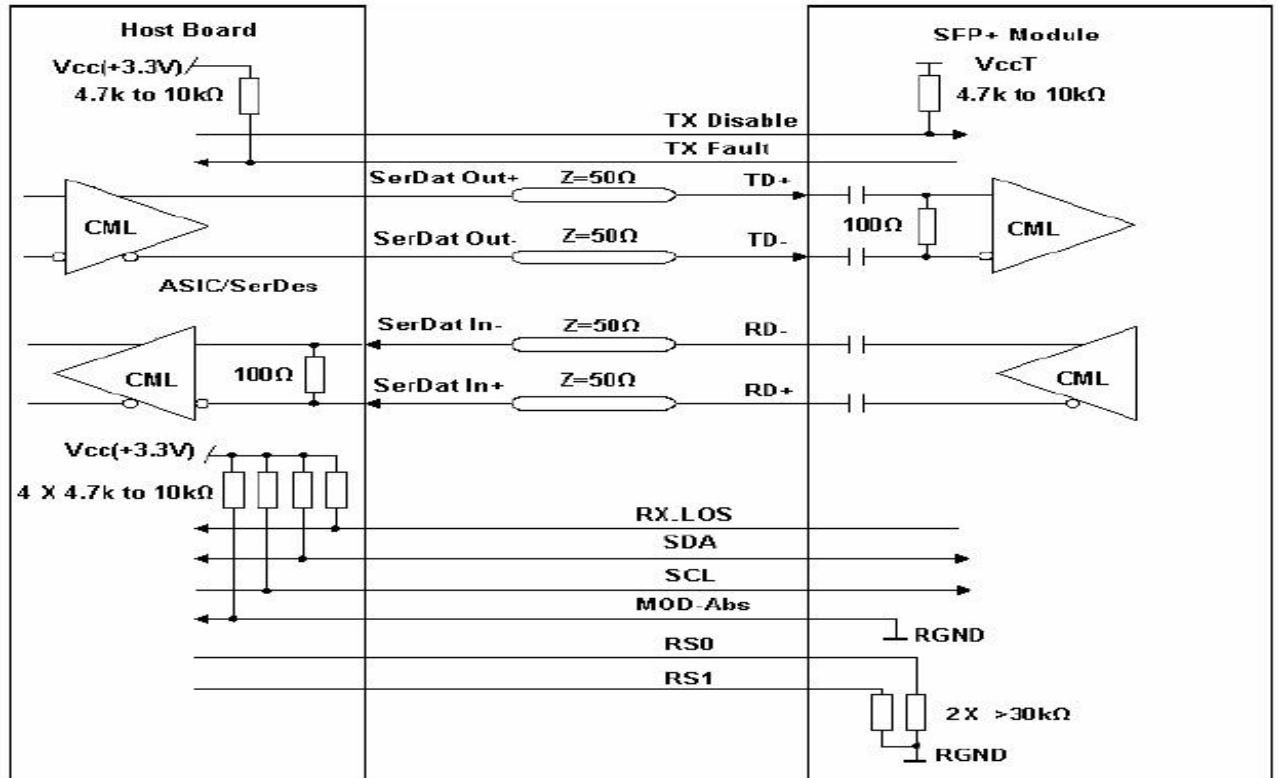 Host Board
SFP+ Module
Vcc(+3.3V)
4.7k to 10kΩ
VccT
4.7k to 10kΩ
TX Disable
TX Fault
SerDat Out+
Z=50Ω
TD+
CML
100Ω
CML
SerDat Out-
Z=50Ω
TD-
ASIC/SerDes
SerDat In-
Z=50Ω
RD-
CML
100Ω
SerDat In+
Z=50Ω
RD+
CML
Vcc(+3.3V)
4 X 4.7k to 10kΩ
RX_LOS
SDA
SCL
MOD-Abs
RGND
RS0
RS1
2X >30kΩ
RGND